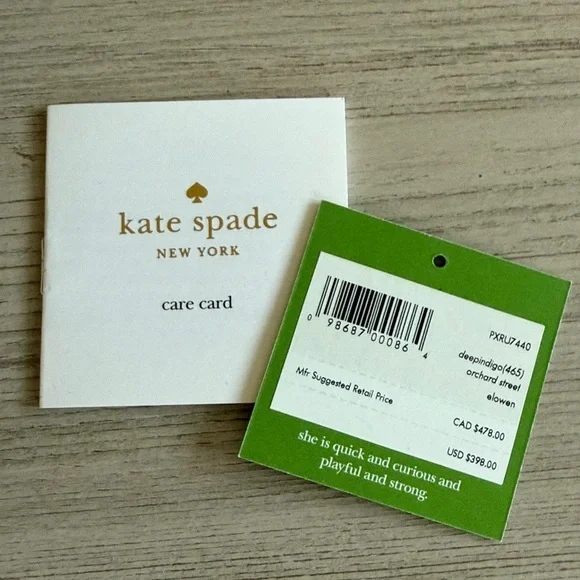 kate spade
NEW YORK
care card
0 98687 00086 4
PXRU7440
deepindigo(465)
orchard street
elowen
Mfr Suggested Retail Price
CAD $478.00
USD $398.00
she is quick and curious and
playful and strong.